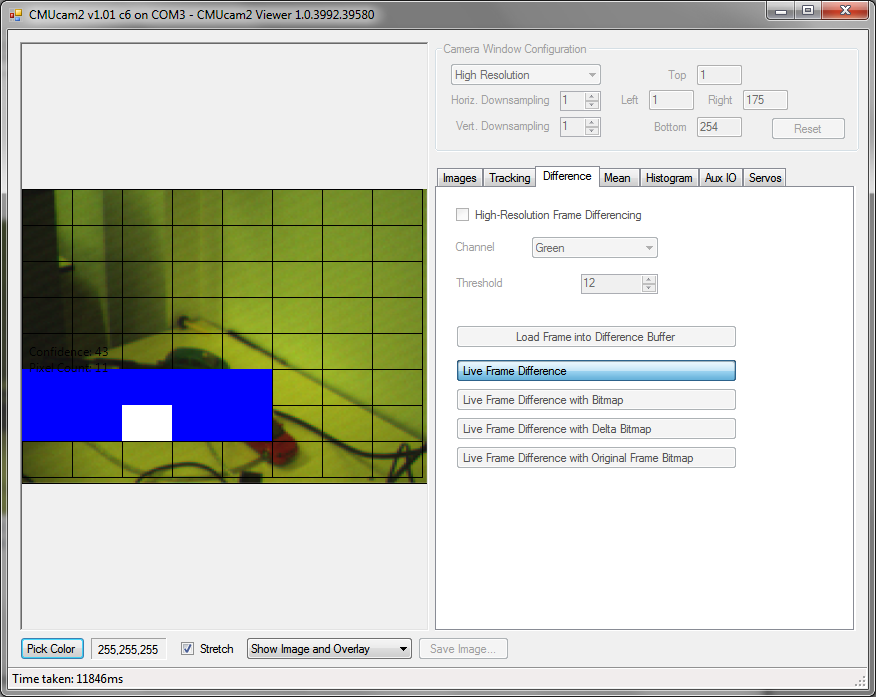 CMUcam2 v1.01 c6 on COM3 - CMUcam2 Viewer 1.0.3992.39580
Camera Window Configuration
High Resolution
Top 1
Horiz. Downsampling 1 Left 1 Right 175
Vert. Downsampling 1 Bottom 254 Reset
Images Tracking Difference Mean Histogram Aux IO Servos
High-Resolution Frame Differencing
Channel Green
Threshold 12
Load Frame into Difference Buffer
Live Frame Difference
Live Frame Difference with Bitmap
Live Frame Difference with Delta Bitmap
Live Frame Difference with Original Frame Bitmap
Confidence: 43
Pixel Count: 11
Pick Color 255,255,255 Stretch Show Image and Overlay Save Image...
Time taken: 11846ms